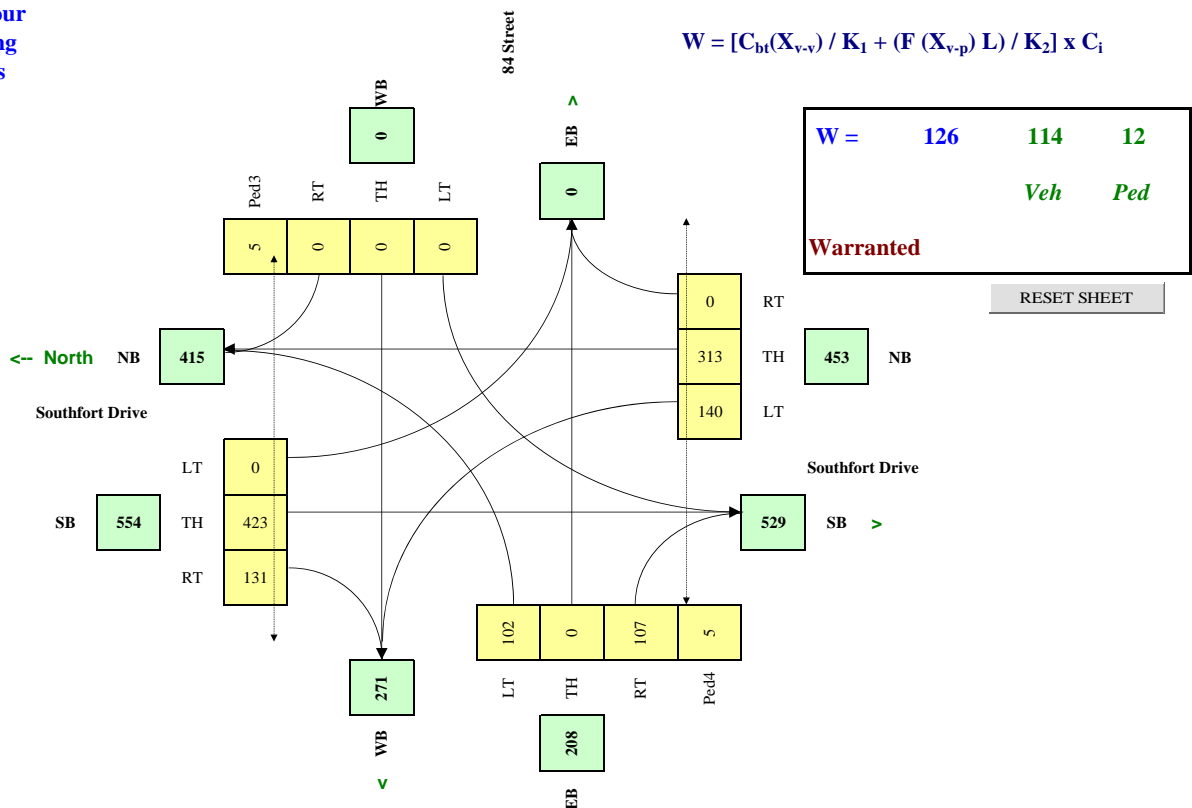 our
ng
s
84 Street
W = [Cbt(Xv-v) / K1 + (F (Xv-p) L) / K2] x Ci
WB
0
EB
^
0
W = 126 114 12
Veh Ped
Warranted
RESET SHEET
Ped3 RT TH LT
5 0 0 0
<-- North NB 415
Southfort Drive
0 RT
313 TH 453 NB
140 LT
Southfort Drive
LT 0
SB 554 TH 423
RT 131
529 SB >
102 0 107 5
LT TH RT Ped4
271
WB
v
208
EB